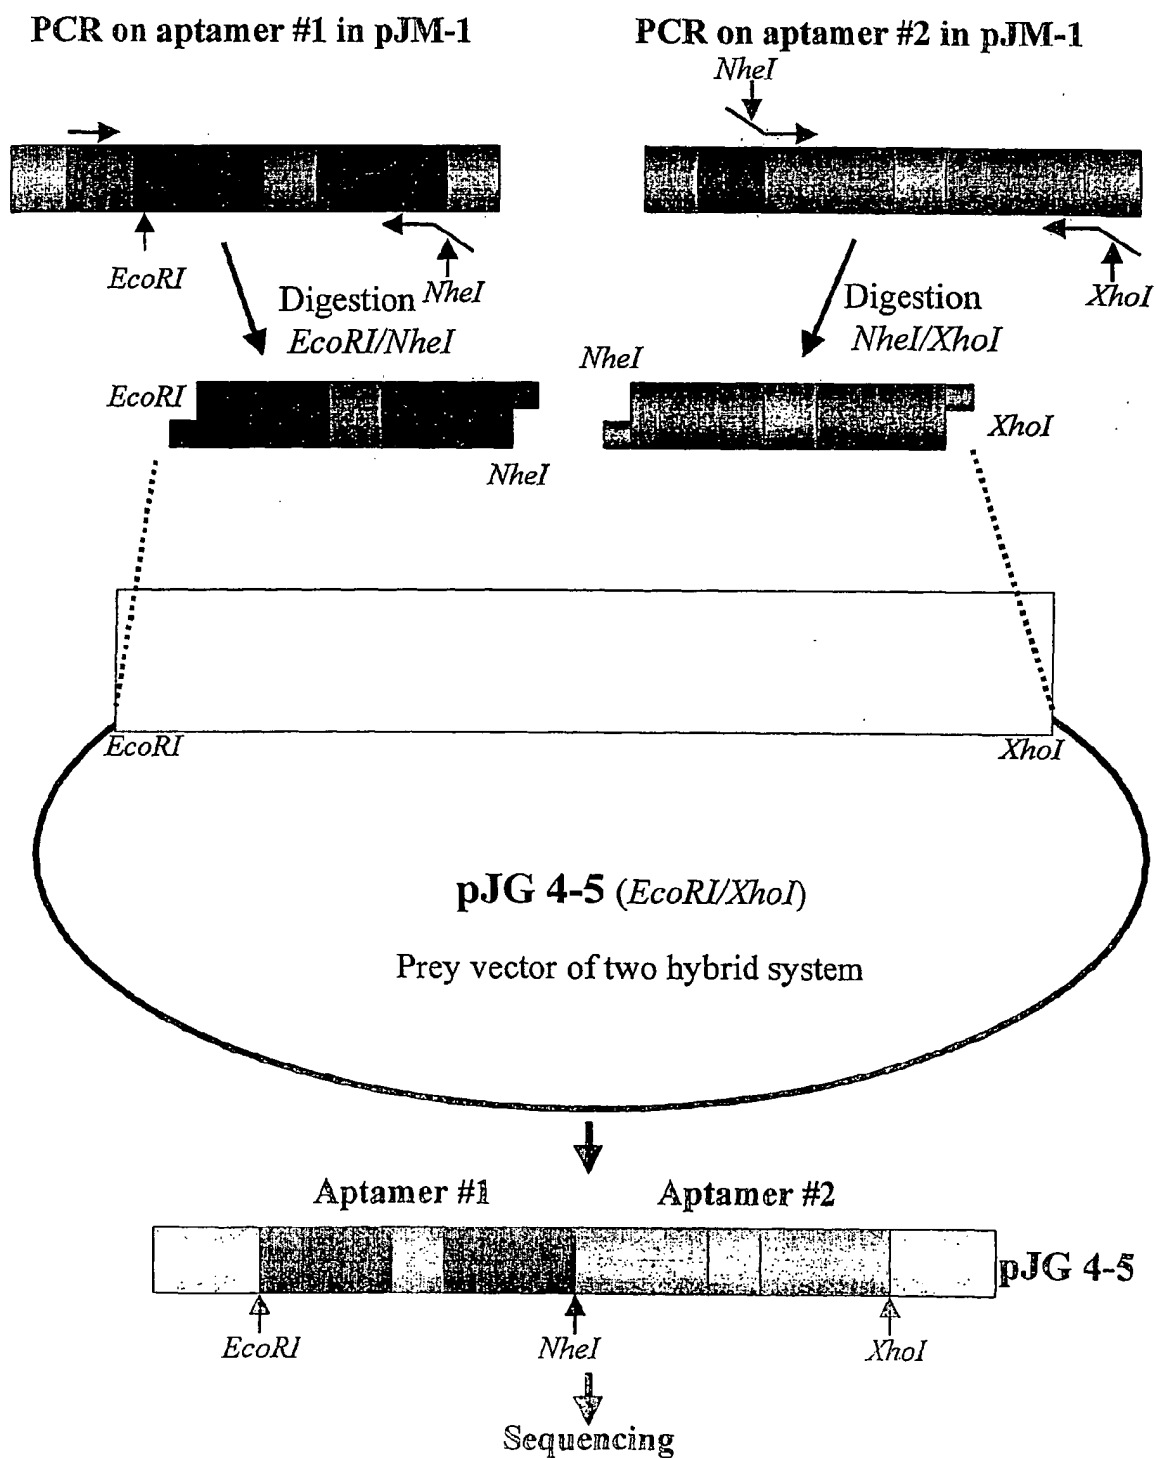 PCR on aptamer #1 in pJM-1
PCR on aptamer #2 in pJM-1
NheI
EcoRI
NheI
XhoI
Digestion
EcoRI/NheI
Digestion
NheI/XhoI
EcoRI
NheI
NheI
XhoI
EcoRI
XhoI
pJG 4-5 (EcoRI/XhoI)
Prey vector of two hybrid system
Aptamer #1
Aptamer #2
pJG 4-5
EcoRI
NheI
XhoI
Sequencing